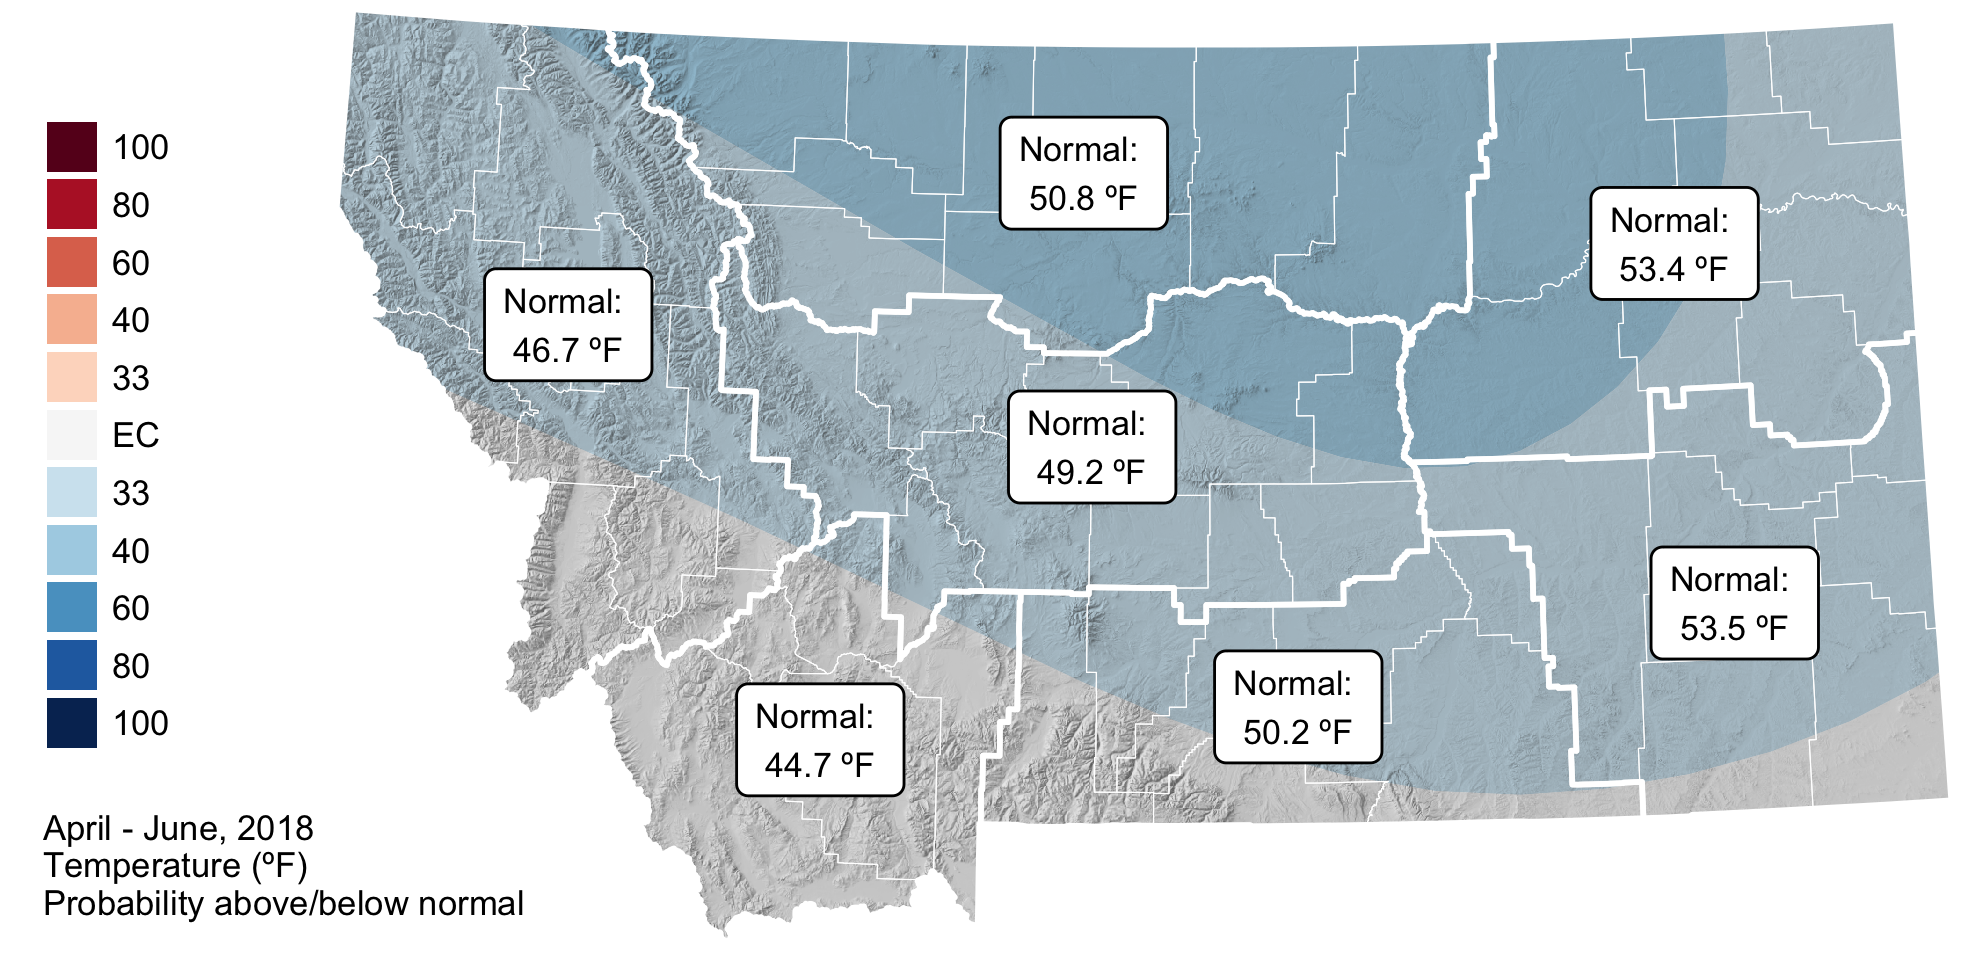 100
80
60
40
33
EC
33
40
60
80
100
April - June, 2018
Temperature (ºF)
Probability above/below normal
Normal:
50.8 ºF
Normal:
53.4 ºF
Normal:
46.7 ºF
Normal:
49.2 ºF
Normal:
53.5 ºF
Normal:
50.2 ºF
Normal:
44.7 ºF